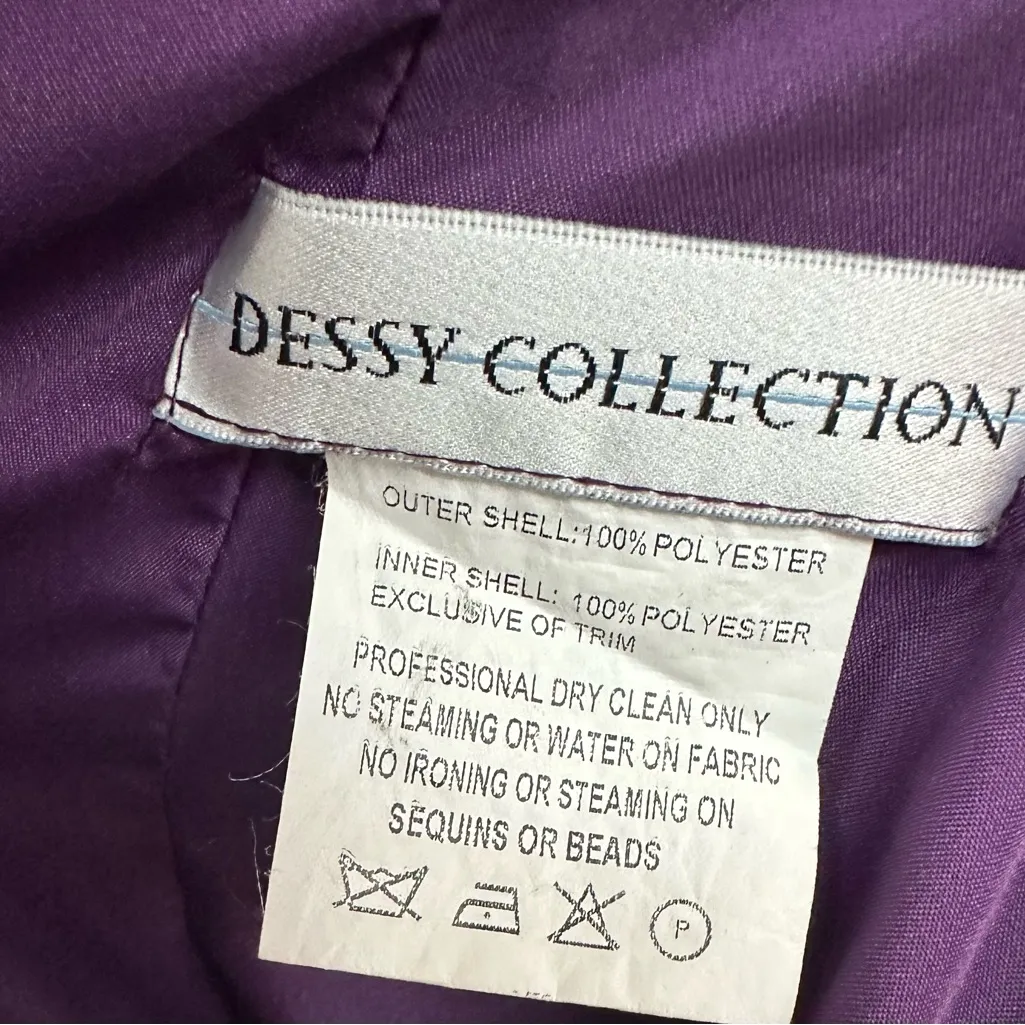 DESSY COLLECTION
OUTER SHELL:100% POLYESTER
INNER SHELL: 100% POLYESTER
EXCLUSIVE OF TRIM
PROFESSIONAL DRY CLEAN ONLY
NO STEAMING OR WATER ON FABRIC
NO IRONING OR STEAMING ON
SEQUINS OR BEADS
P